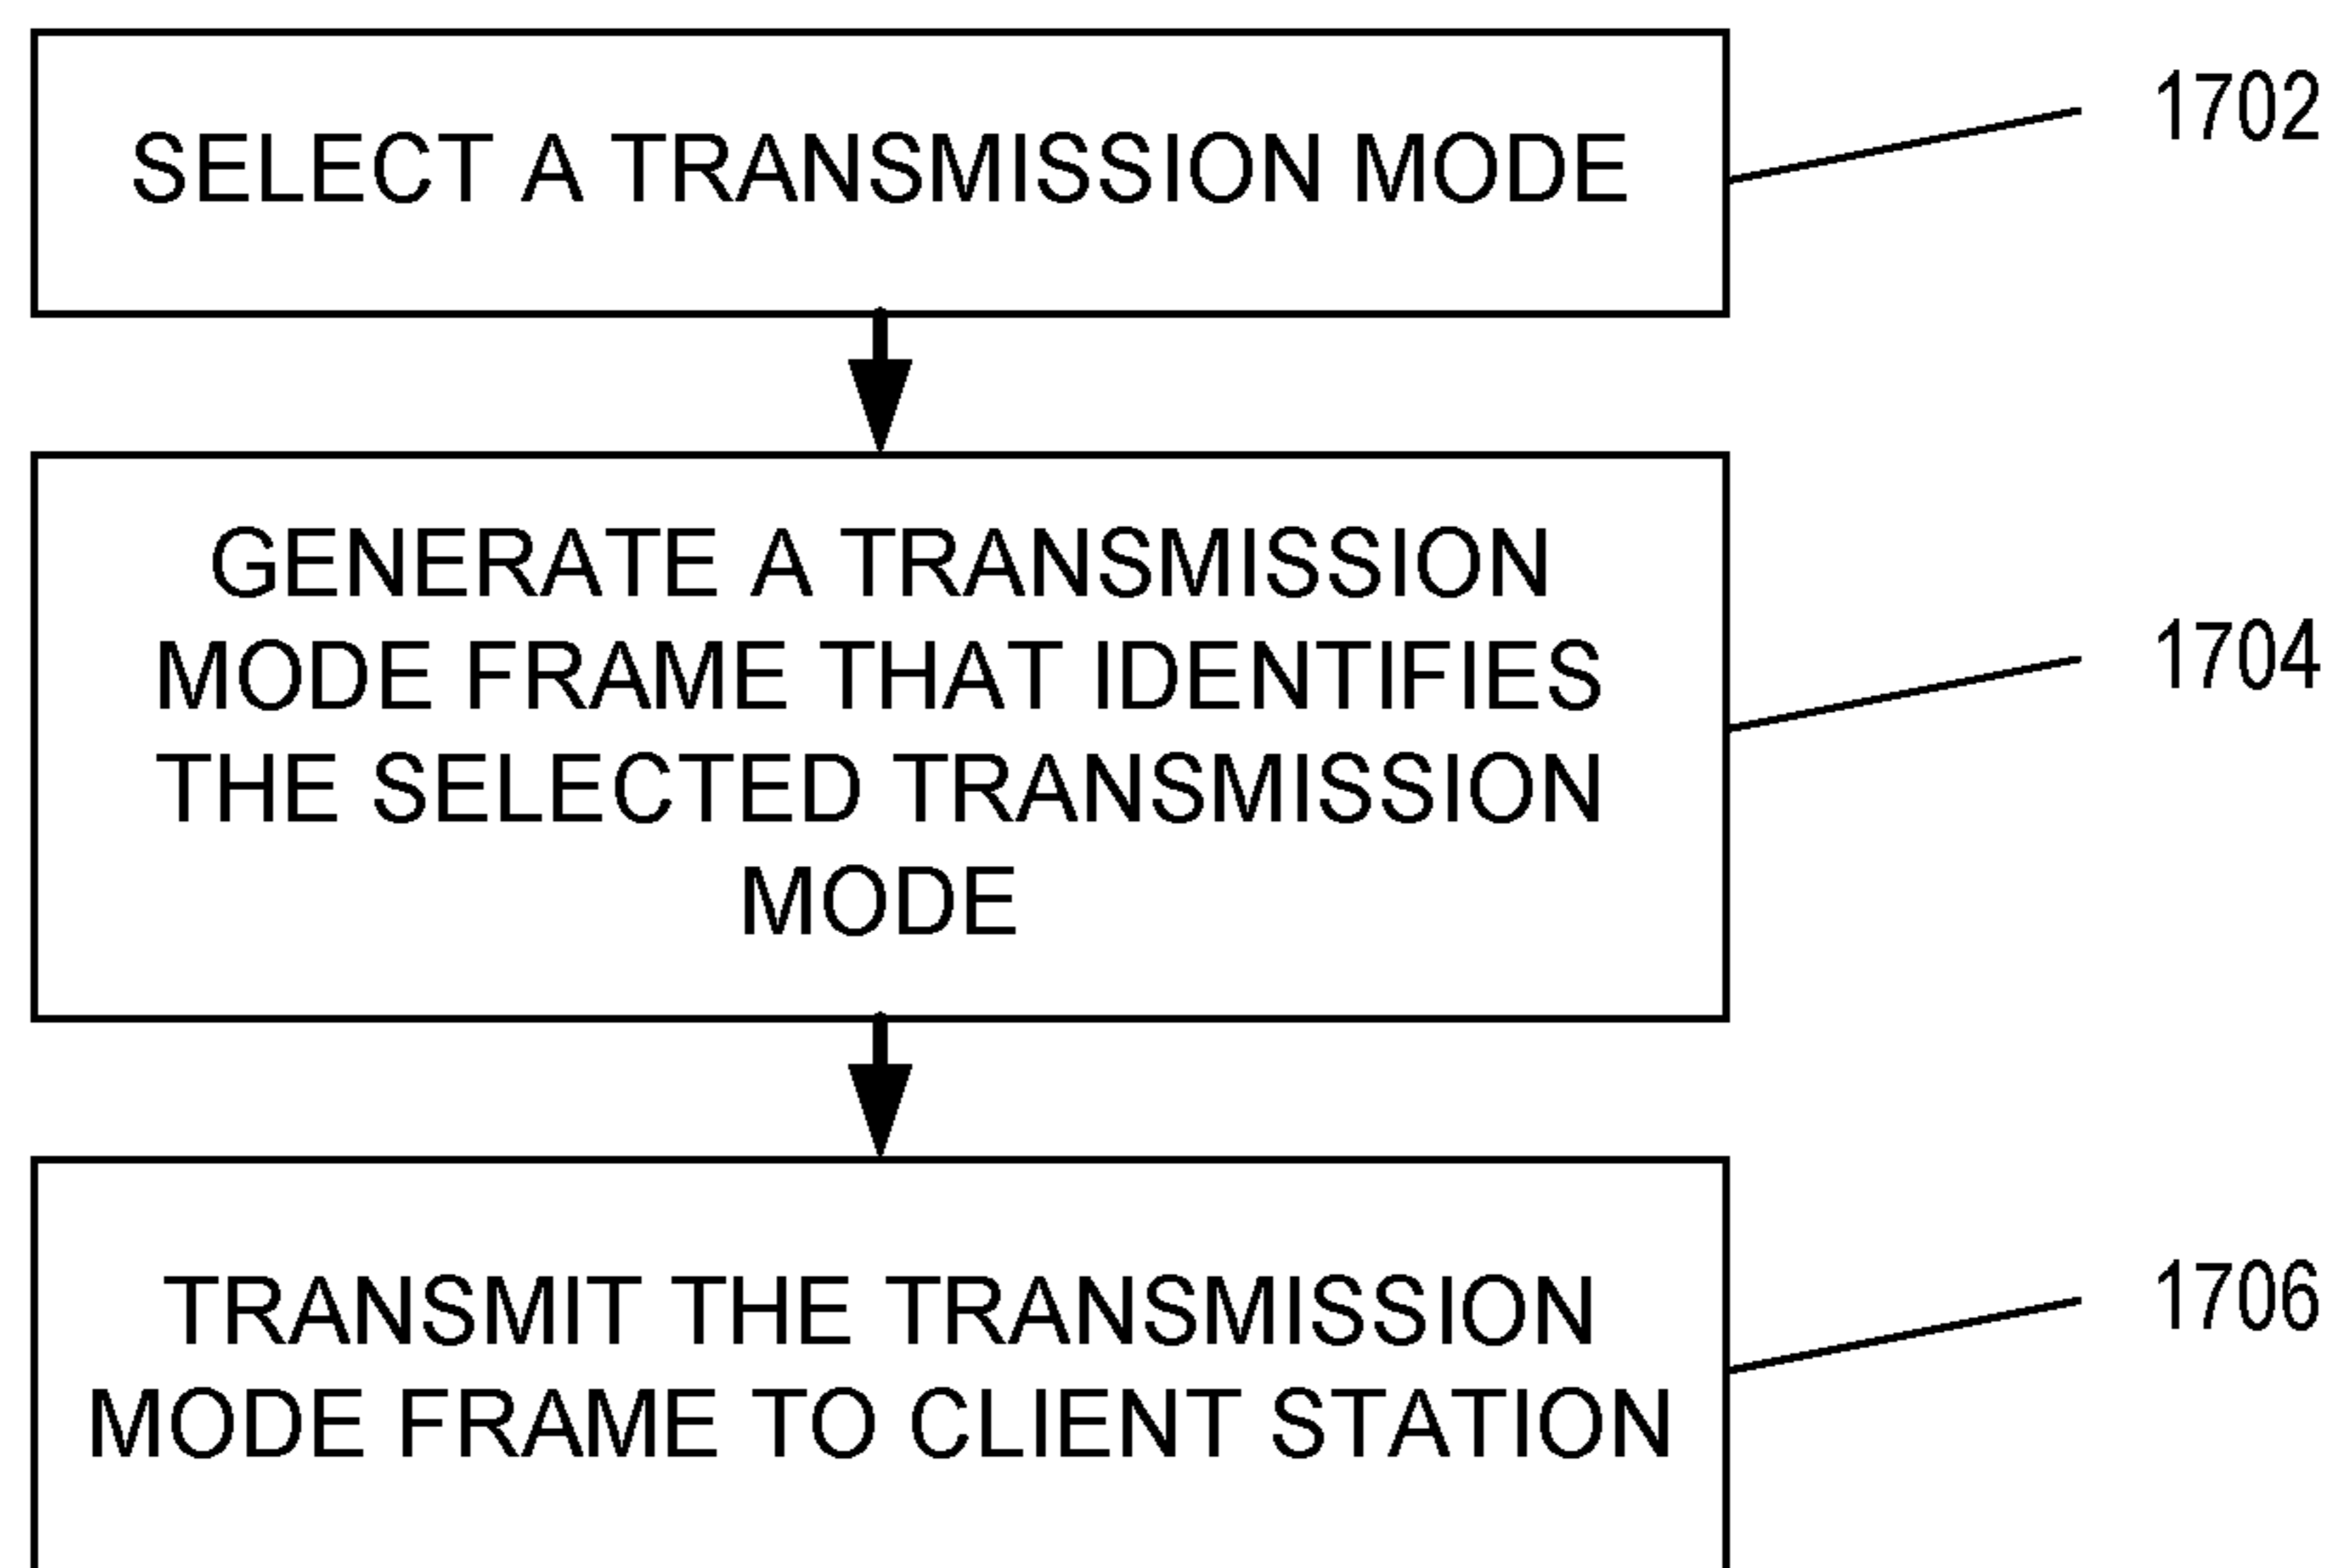 SELECT A TRANSMISSION MODE
1702
GENERATE A TRANSMISSION
MODE FRAME THAT IDENTIFIES
THE SELECTED TRANSMISSION
MODE
1704
TRANSMIT THE TRANSMISSION
MODE FRAME TO CLIENT STATION
1706